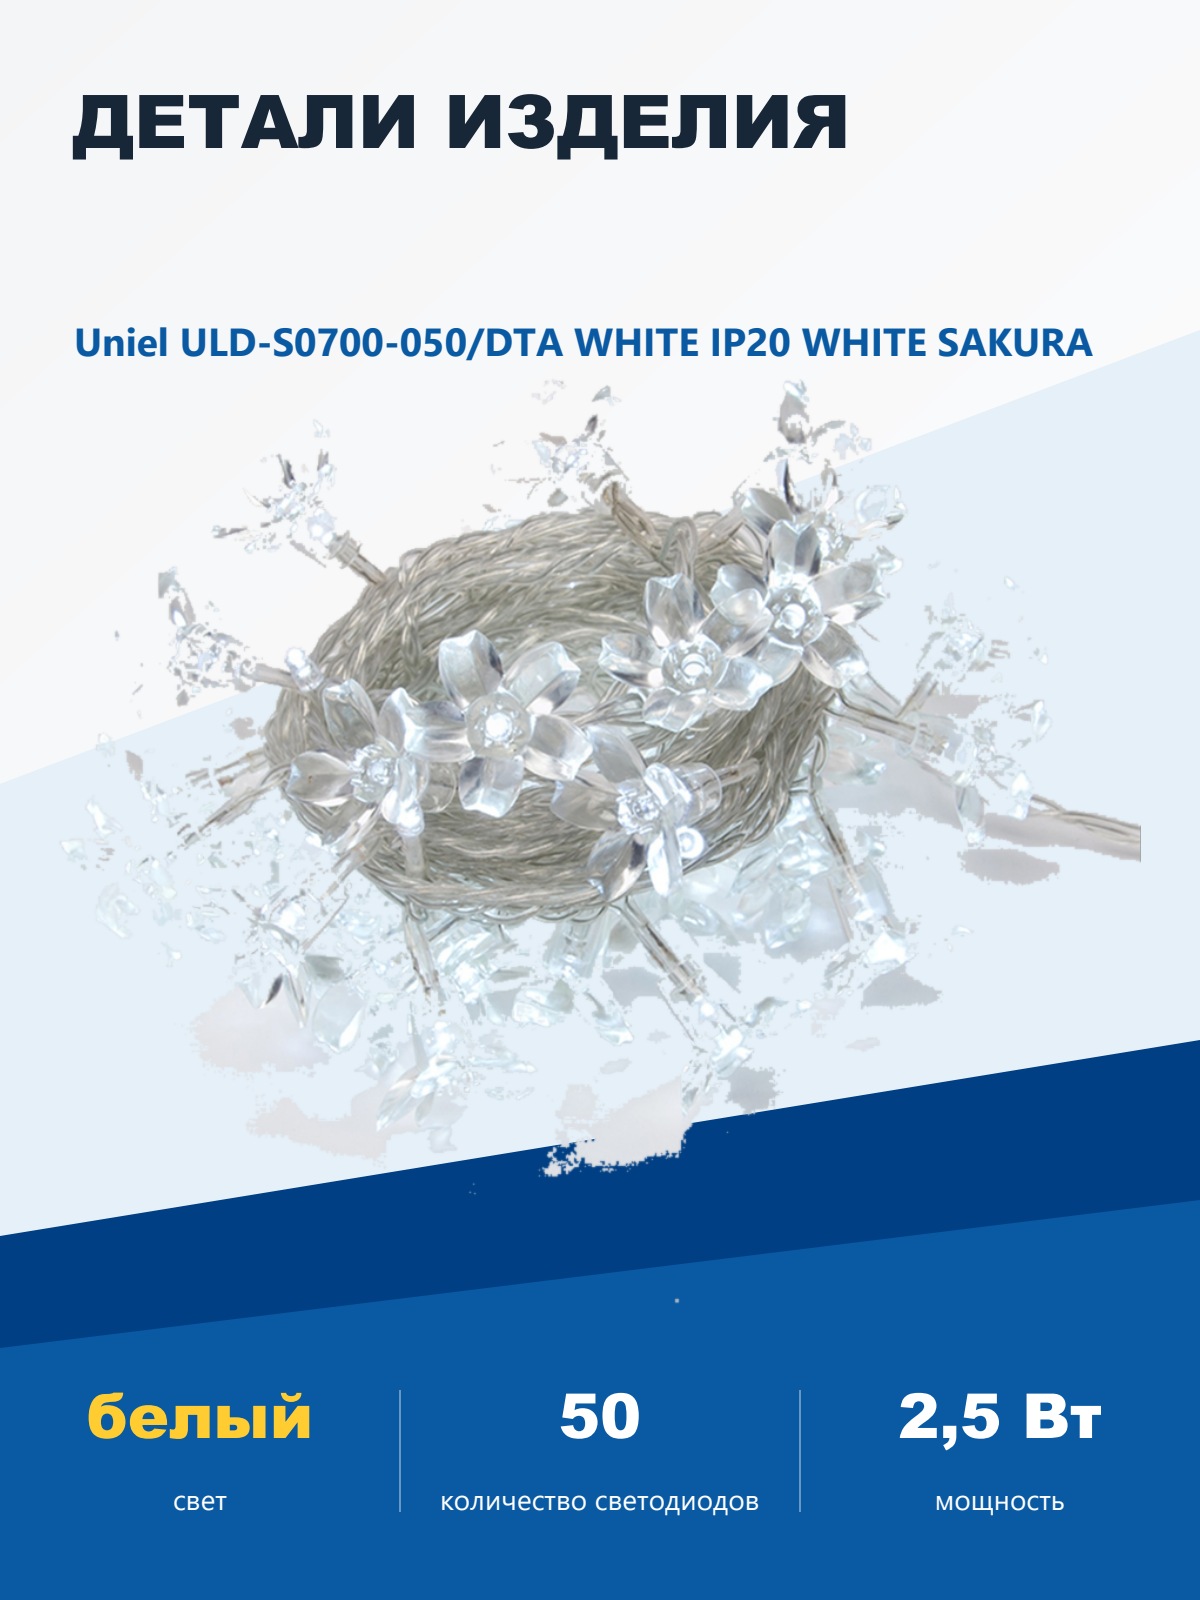 ДЕТАЛИ ИЗДЕЛИЯ
Uniel ULD-S0700-050/DTA WHITE IP20 WHITE SAKURA
белый
свет
50
количество светодиодов
2,5 Вт
мощность